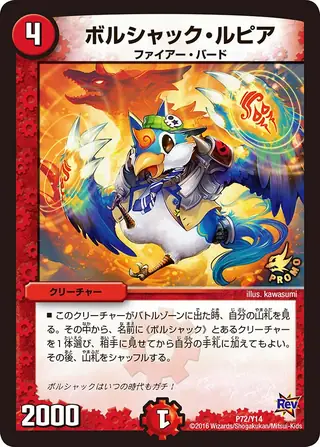 4
ボルシャック・ルピア
ファイアー・バード
PROMO
illus. kawasumi
クリーチャー
■このクリーチャーがバトルゾーンに出た時、自分の山札を見
る。その中から、名前に《ボルシャック》とあるクリーチャー
を1体選び、相手に見せてから自分の手札に加えてもよい。
その後、山札をシャッフルする。
ボルシャックはいつの時代もガチ!
P72/Y14
Rev
2000
1
©2016 Wizards/Shogakukan/Mitsui-Kids